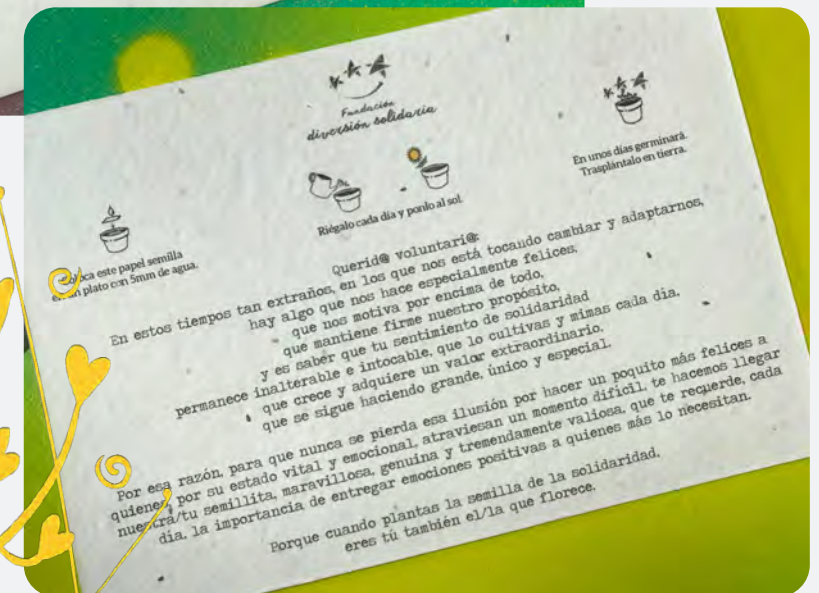 Fundación
diversión solidaria
Coloca este papel semilla
en un plato con 5mm de agua.
Riégalo cada día y ponlo al sol.
En unos días germinará.
Trasplántalo en tierra.
Querid@ voluntari@:
En estos tiempos tan extraños, en los que nos está tocando cambiar y adaptarnos,
hay algo que nos hace especialmente felices,
que nos motiva por encima de todo,
que mantiene firme nuestro propósito,
y es saber que tu sentimiento de solidaridad
permanece inalterable e intocable, que lo cultivas y mimas cada día,
que crece y adquiere un valor extraordinario,
que se sigue haciendo grande, único y especial.
Por esa razón, para que nunca se pierda esa ilusión por hacer un poquito más felices a
quienes, por su estado vital y emocional, atraviesan un momento difícil, te hacemos llegar
nuestra/tu semillita, maravillosa, genuina y tremendamente valiosa, que te recuerde, cada
día, la importancia de entregar emociones positivas a quienes más lo necesitan.
Porque cuando plantas la semilla de la solidaridad,
eres tú también el/la que florece.